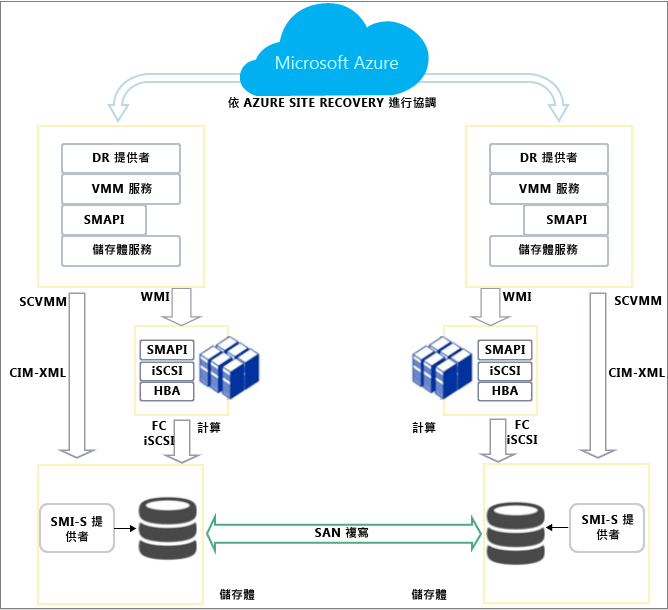 Microsoft Azure
依 AZURE SITE RECOVERY 進行協調
DR 提供者
VMM 服務
SMAPI
儲存體服務
DR 提供者
VMM 服務
SMAPI
儲存體服務
SCVMM
WMI
WMI
SCVMM
CIM-XML
SMAPI
iSCSI
HBA
SMAPI
iSCSI
HBA
CIM-XML
FC
iSCSI
計算
計算
FC
iSCSI
SMI-S 提
供者
SAN 複寫
SMI-S 提
供者
儲存體
儲存體